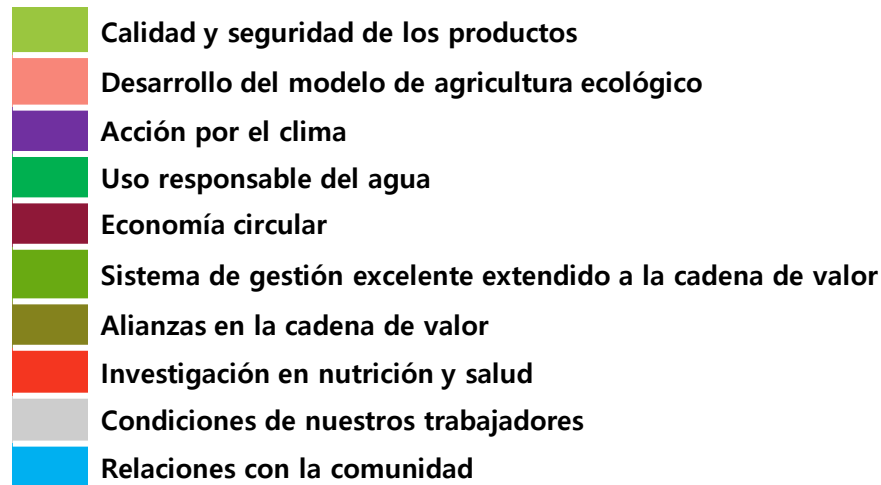 Calidad y seguridad de los productos
Desarrollo del modelo de agricultura ecológico
Acción por el clima
Uso responsable del agua
Economía circular
Sistema de gestión excelente extendido a la cadena de valor
Alianzas en la cadena de valor
Investigación en nutrición y salud
Condiciones de nuestros trabajadores
Relaciones con la comunidad